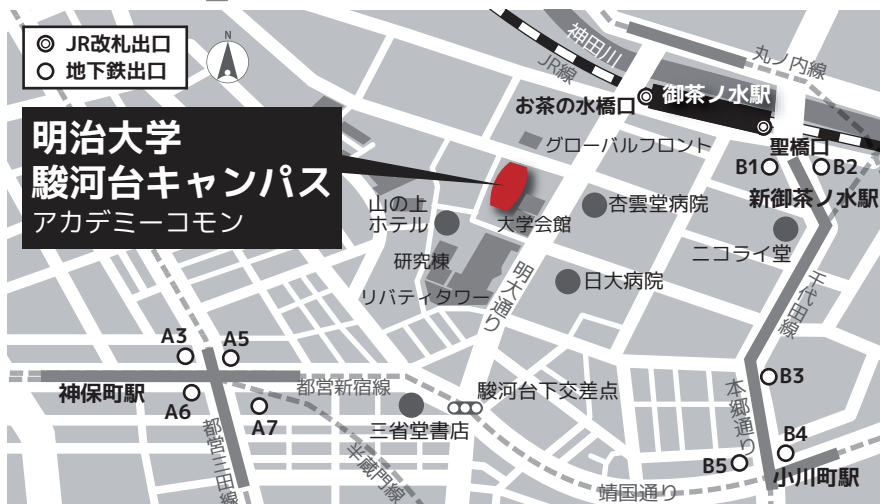 JR改札出口
地下鉄出口
N
明治大学
駿河台キャンパス
アカデミーコモン
神田川
JR線
丸ノ内線
お茶の水橋口
御茶ノ水駅
グローバルフロント
聖橋口
B1
B2
新御茶ノ水駅
山の上
ホテル
大学会館
杏雲堂病院
ニコライ堂
研究棟
リバティタワー
明大通り
日大病院
千代田線
A3
A5
神保町駅
A6
A7
都営新宿線
都営三田線
半蔵門線
三省堂書店
駿河台下交差点
本郷通り
B3
B4
B5
小川町駅
靖国通り